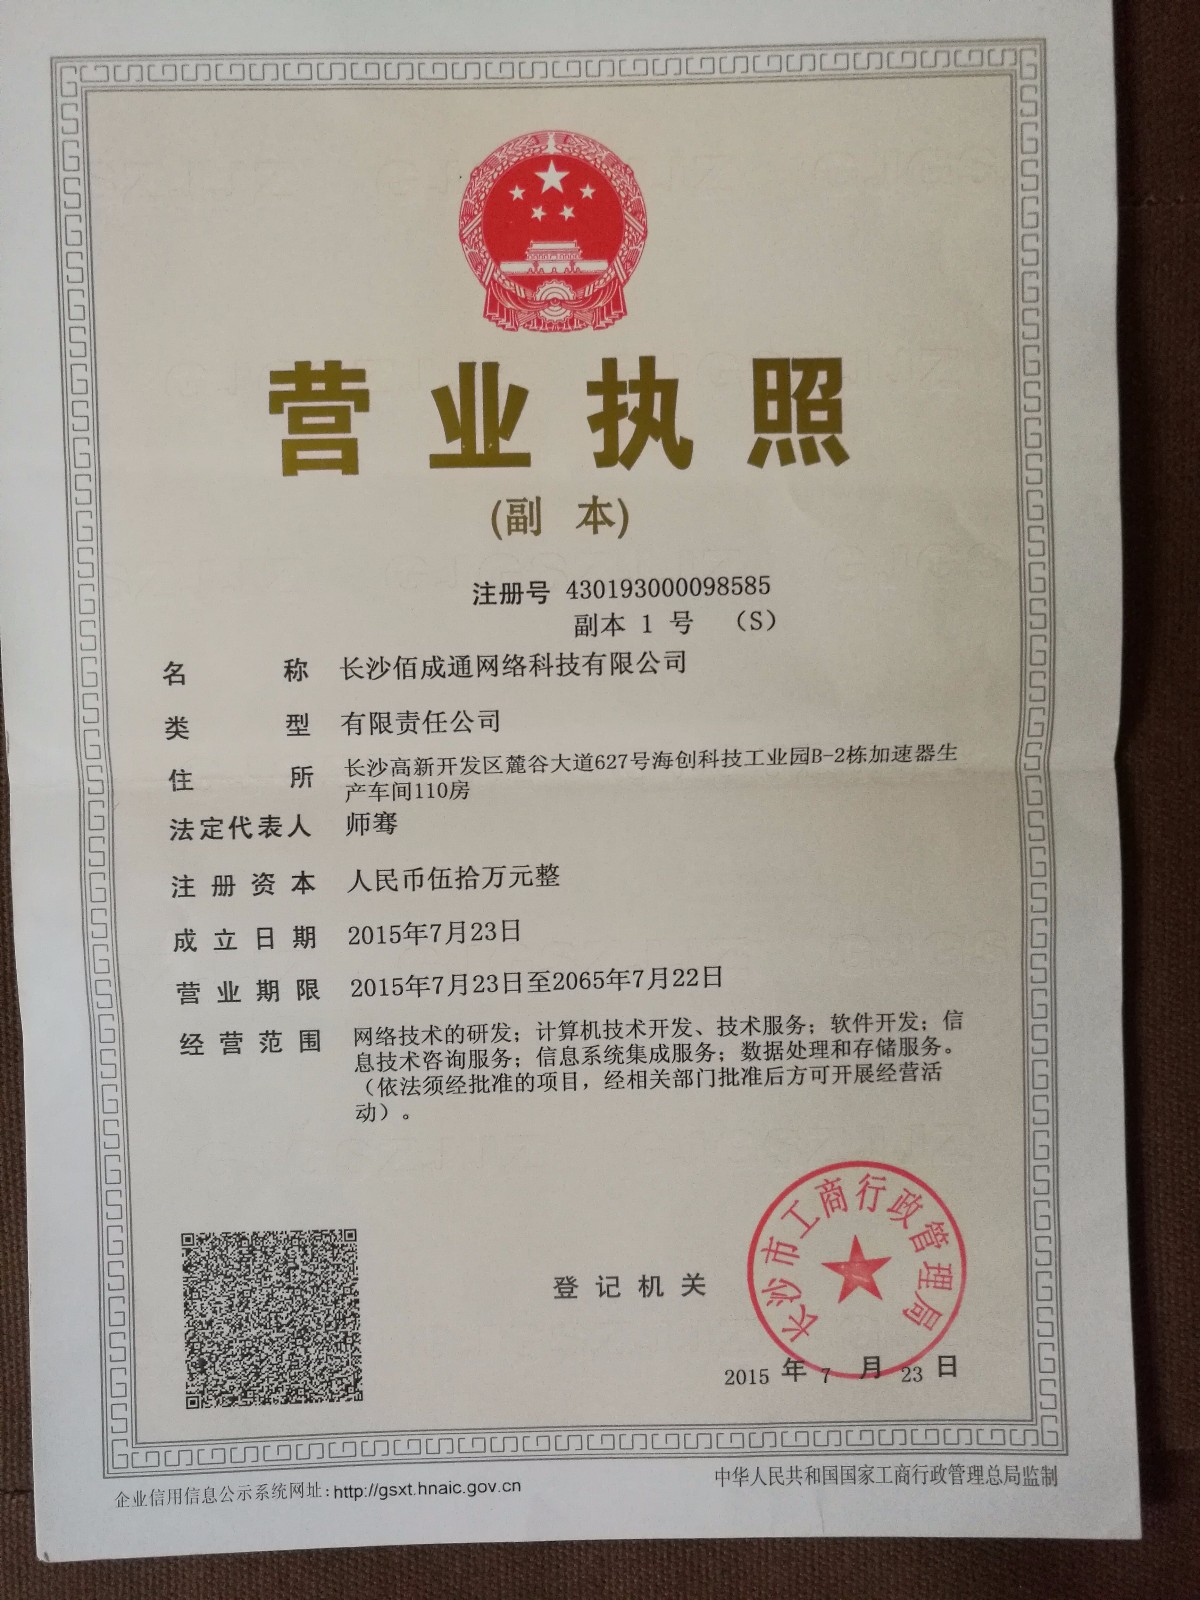 营业执照
(副 本)
注册号 430193000098585
副本 1 号 （S）
名称 长沙佰成通网络科技有限公司
类型 有限责任公司
住所 长沙高新开发区麓谷大道627号海创科技工业园B-2栋加速器生
产车间110房
法定代表人 师骞
注册资本 人民币伍拾万元整
成立日期 2015年7月23日
营业期限 2015年7月23日至2065年7月22日
经营范围 网络技术的研发；计算机技术开发、技术服务；软件开发；信
息技术咨询服务；信息系统集成服务；数据处理和存储服务。
（依法须经批准的项目，经相关部门批准后方可开展经营活
动）。
长沙市工商行政管理局
登记机关
2015 年 7 月 23 日
企业信用信息公示系统网址：http://gsxt.hnaic.gov.cn
中华人民共和国国家工商行政管理总局监制